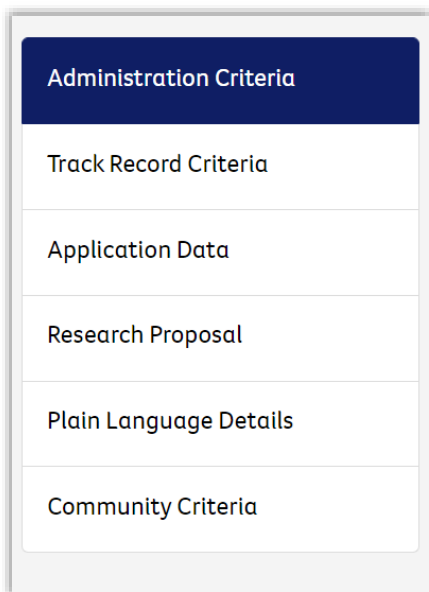 Administration Criteria
Track Record Criteria
Application Data
Research Proposal
Plain Language Details
Community Criteria